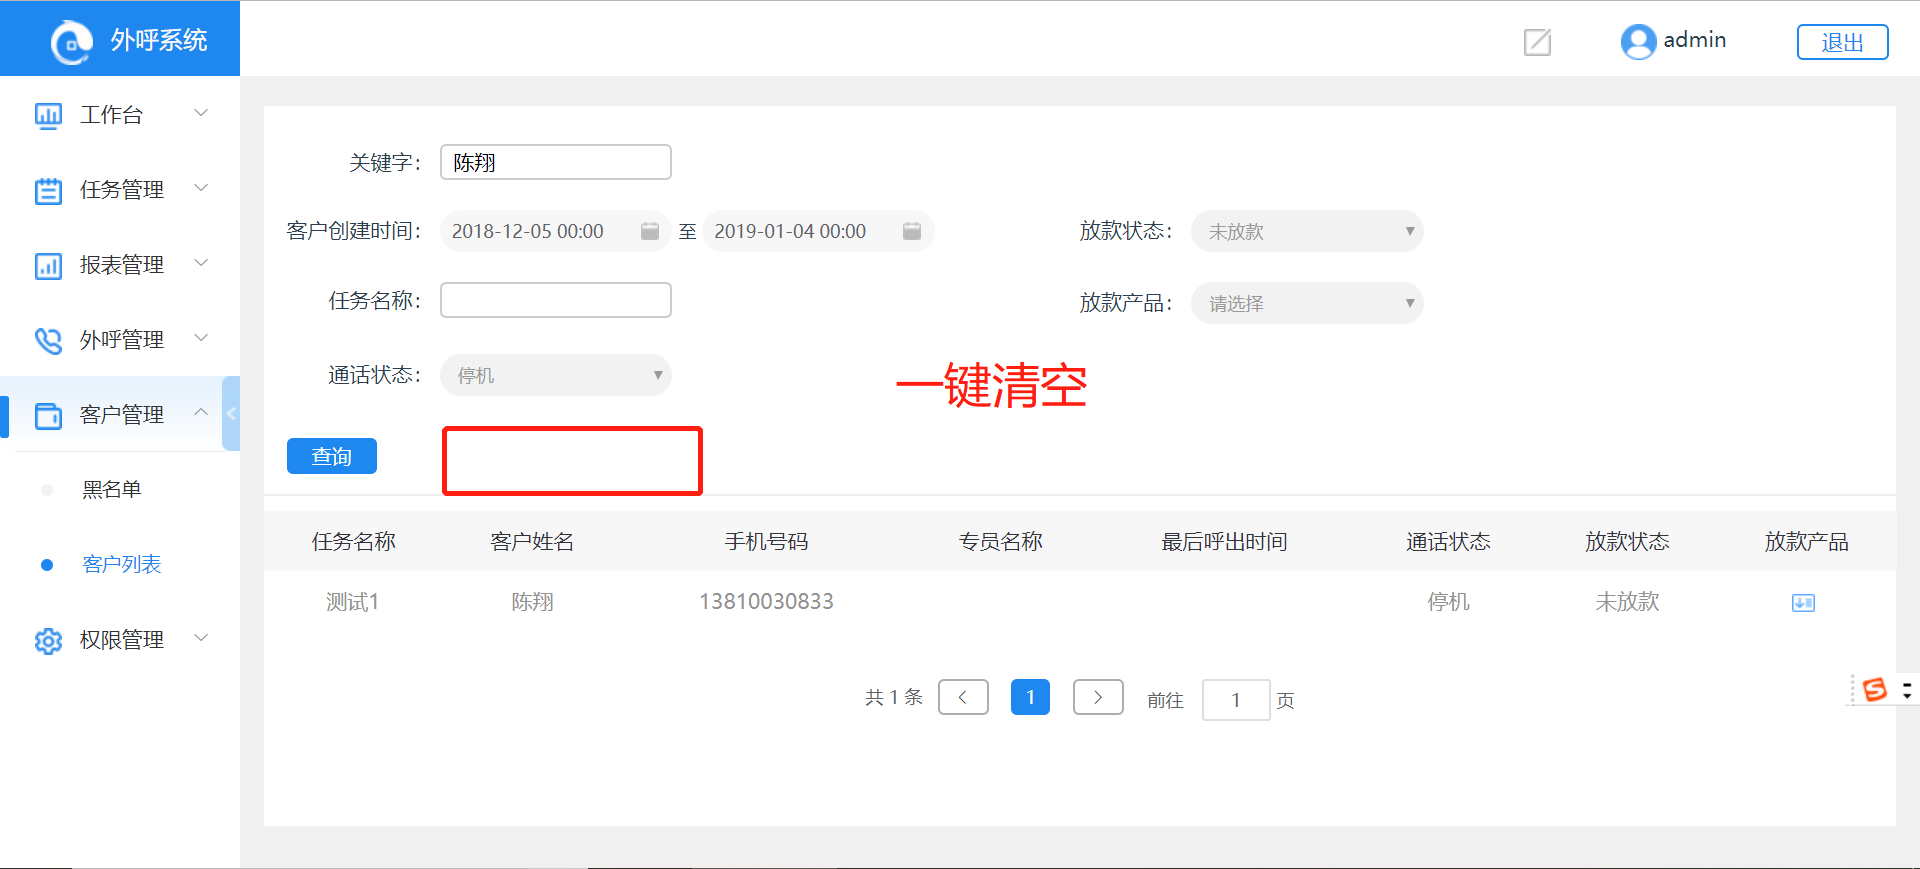 外呼系统
admin
退出
工作台
任务管理
报表管理
外呼管理
客户管理
黑名单
客户列表
权限管理
关键字： 陈翔
客户创建时间： 2018-12-05 00:00 至 2019-01-04 00:00 放款状态： 未放款 ▼
任务名称： 放款产品： 请选择 ▼
通话状态： 停机 ▼
一键清空
查询
任务名称 客户姓名 手机号码 专员名称 最后呼出时间 通话状态 放款状态 放款产品
测试1 陈翔 13810030833 停机 未放款
共 1 条 < 1 > 前往 1 页